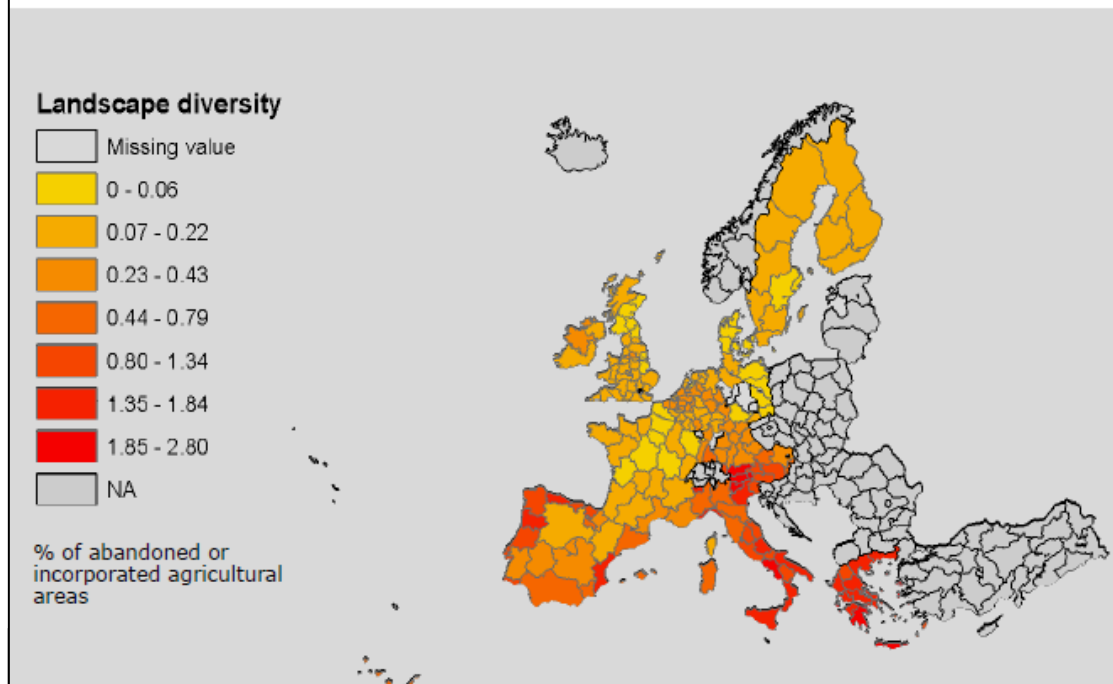 Landscape diversity
Missing value
0 - 0.06
0.07 - 0.22
0.23 - 0.43
0.44 - 0.79
0.80 - 1.34
1.35 - 1.84
1.85 - 2.80
NA
% of abandoned or
incorporated agricultural
areas